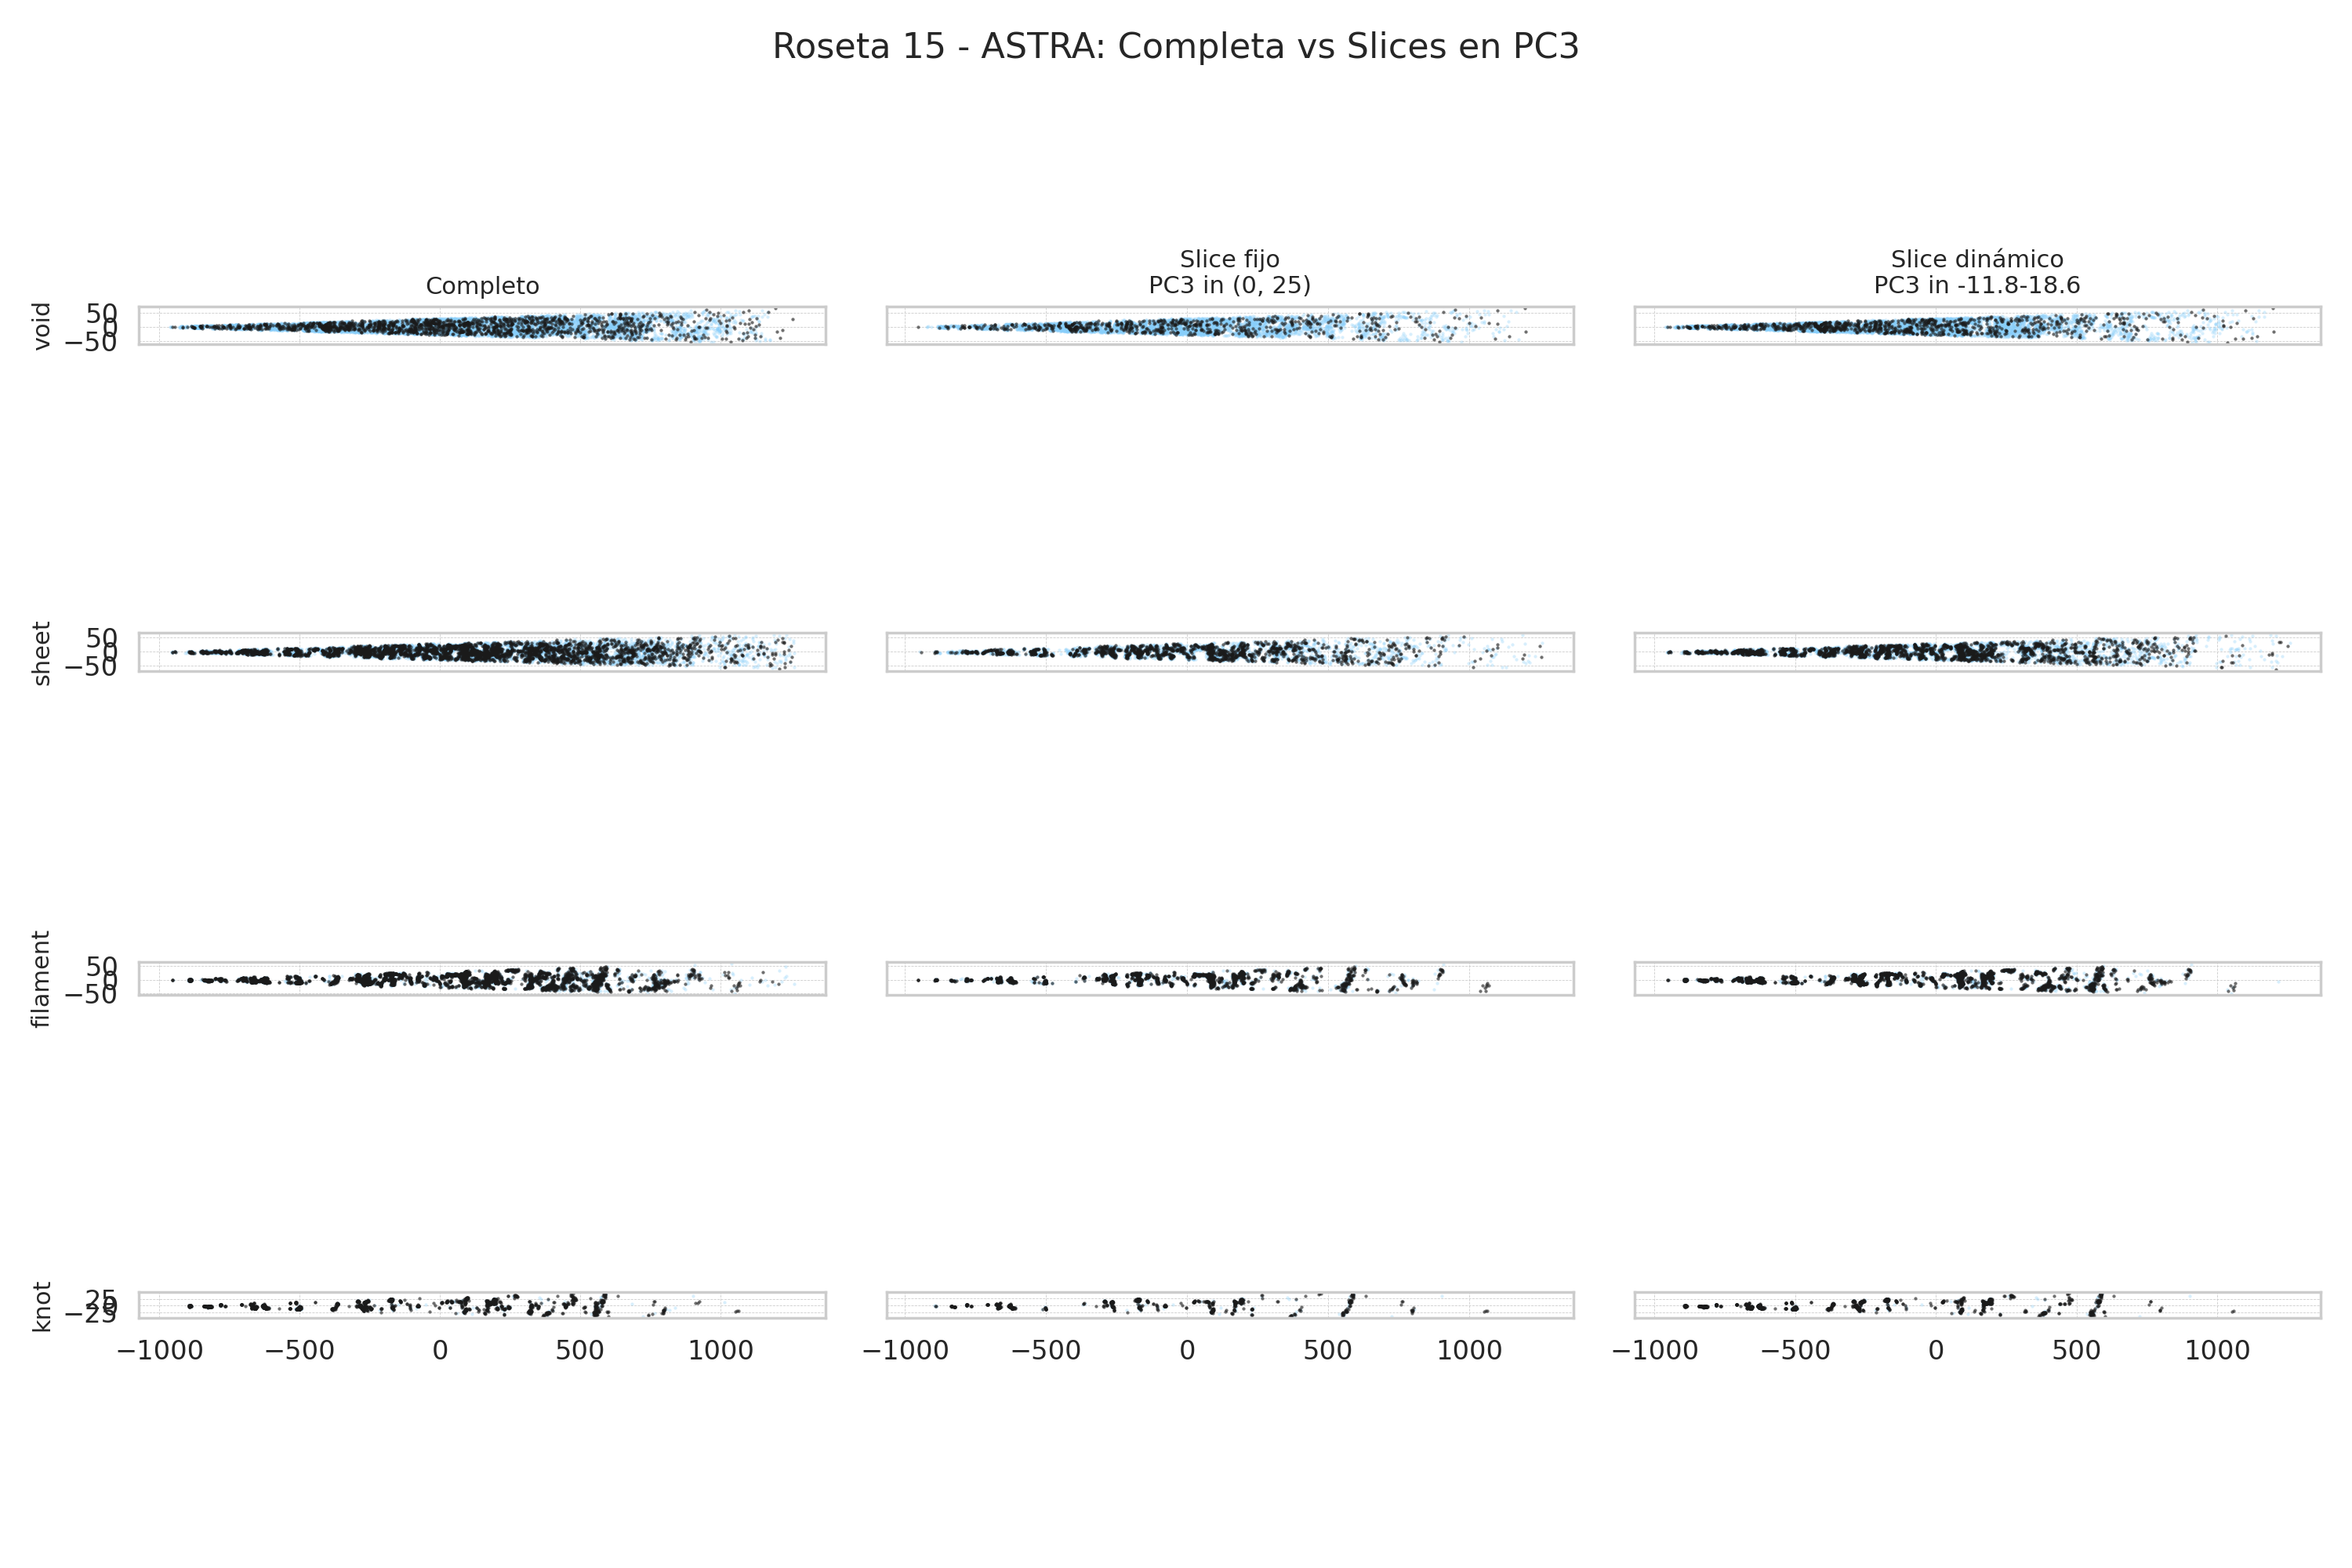 Roseta 15 - ASTRA: Completa vs Slices en PC3
Completo
Slice fijo
PC3 in (0, 25)
Slice dinámico
PC3 in -11.8-18.6
void
50
0
−50
sheet
50
0
−50
filament
50
0
−50
knot
25
0
−25
−1000 −500 0 500 1000
−1000 −500 0 500 1000
−1000 −500 0 500 1000